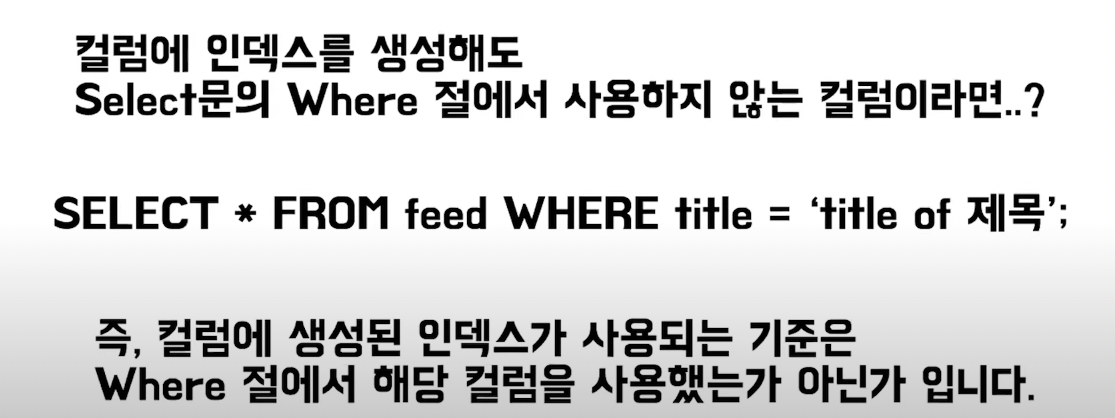 컬럼에 인덱스를 생성해도
Select문의 Where 절에서 사용하지 않는 컬럼이라면..?
SELECT * FROM feed WHERE title = ‘title of 제목’;
즉, 컬럼에 생성된 인덱스가 사용되는 기준은
Where 절에서 해당 컬럼을 사용했는가 아닌가 입니다.